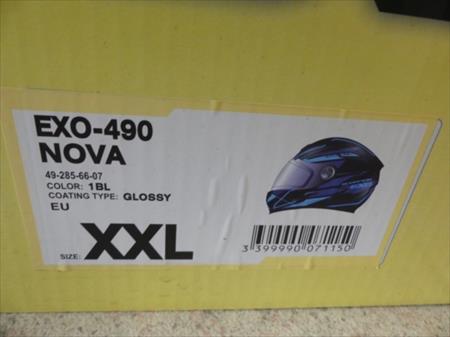 EXO-490
NOVA
49-285-66-07
COLOR: 1BL
COATING TYPE: GLOSSY
EU
SIZE: XXL
3 399990 071150